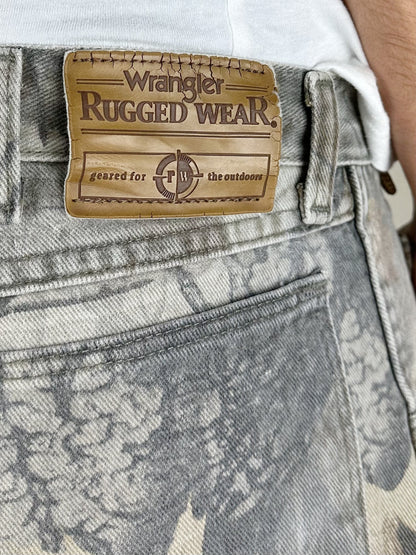 Wrangler
RUGGED WEAR.
geared for rw the outdoors